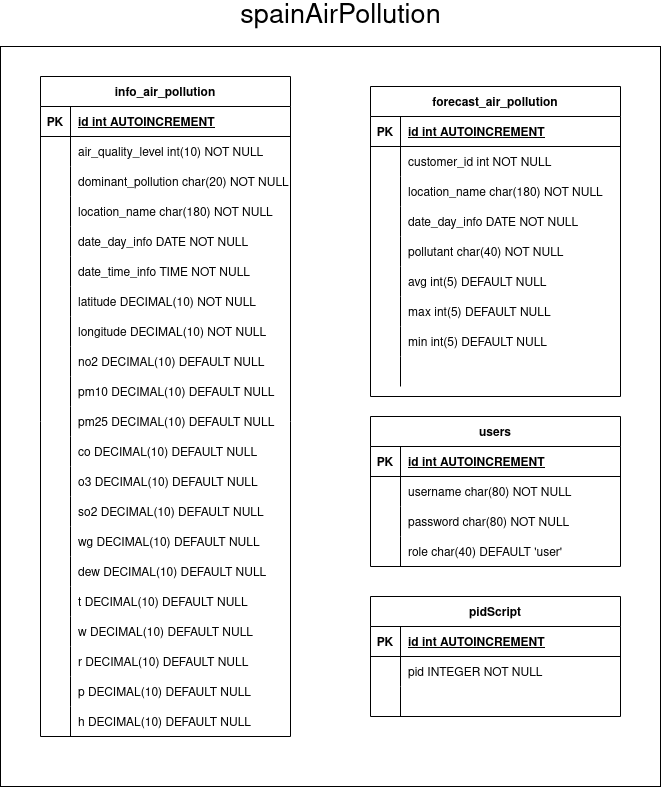 spainAirPollution
info_air_pollution
PK id int AUTOINCREMENT
air_quality_level int(10) NOT NULL
dominant_pollution char(20) NOT NULL
location_name char(180) NOT NULL
date_day_info DATE NOT NULL
date_time_info TIME NOT NULL
latitude DECIMAL(10) NOT NULL
longitude DECIMAL(10) NOT NULL
no2 DECIMAL(10) DEFAULT NULL
pm10 DECIMAL(10) DEFAULT NULL
pm25 DECIMAL(10) DEFAULT NULL
co DECIMAL(10) DEFAULT NULL
o3 DECIMAL(10) DEFAULT NULL
so2 DECIMAL(10) DEFAULT NULL
wg DECIMAL(10) DEFAULT NULL
dew DECIMAL(10) DEFAULT NULL
t DECIMAL(10) DEFAULT NULL
w DECIMAL(10) DEFAULT NULL
r DECIMAL(10) DEFAULT NULL
p DECIMAL(10) DEFAULT NULL
h DECIMAL(10) DEFAULT NULL
forecast_air_pollution
PK id int AUTOINCREMENT
customer_id int NOT NULL
location_name char(180) NOT NULL
date_day_info DATE NOT NULL
pollutant char(40) NOT NULL
avg int(5) DEFAULT NULL
max int(5) DEFAULT NULL
min int(5) DEFAULT NULL
users
PK id int AUTOINCREMENT
username char(80) NOT NULL
password char(80) NOT NULL
role char(40) DEFAULT 'user'
pidScript
PK id int AUTOINCREMENT
pid INTEGER NOT NULL